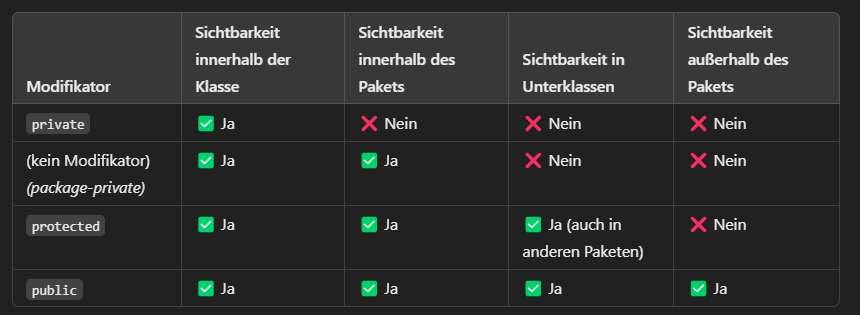 Modifikator Sichtbarkeit innerhalb der Klasse Sichtbarkeit innerhalb des Pakets Sichtbarkeit in Unterklassen Sichtbarkeit außerhalb des Pakets
private ✅ Ja ❌ Nein ❌ Nein ❌ Nein
(kein Modifikator) (package-private) ✅ Ja ✅ Ja ❌ Nein ❌ Nein
protected ✅ Ja ✅ Ja ✅ Ja (auch in anderen Paketen) ❌ Nein
public ✅ Ja ✅ Ja ✅ Ja ✅ Ja